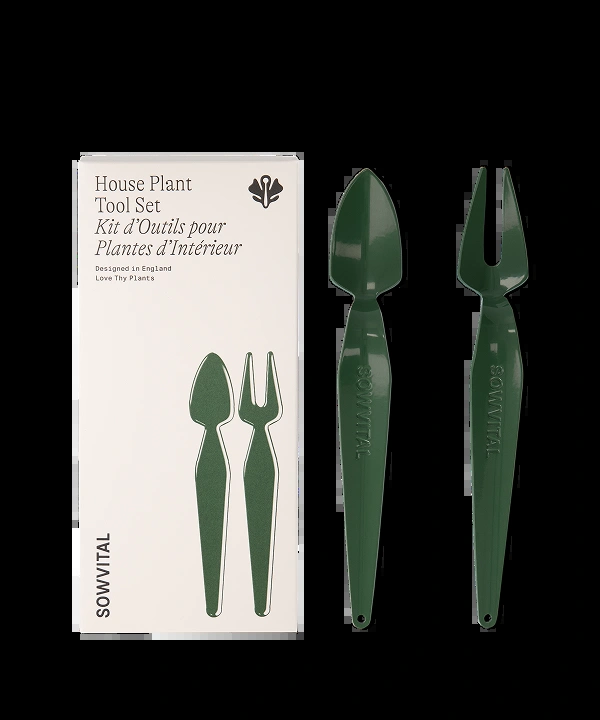 House Plant
Tool Set
Kit d'Outils pour
Plantes d'Intérieur
Designed in England
Love Thy Plants
SOWVITAL
SOWVITAL
SOWVITAL